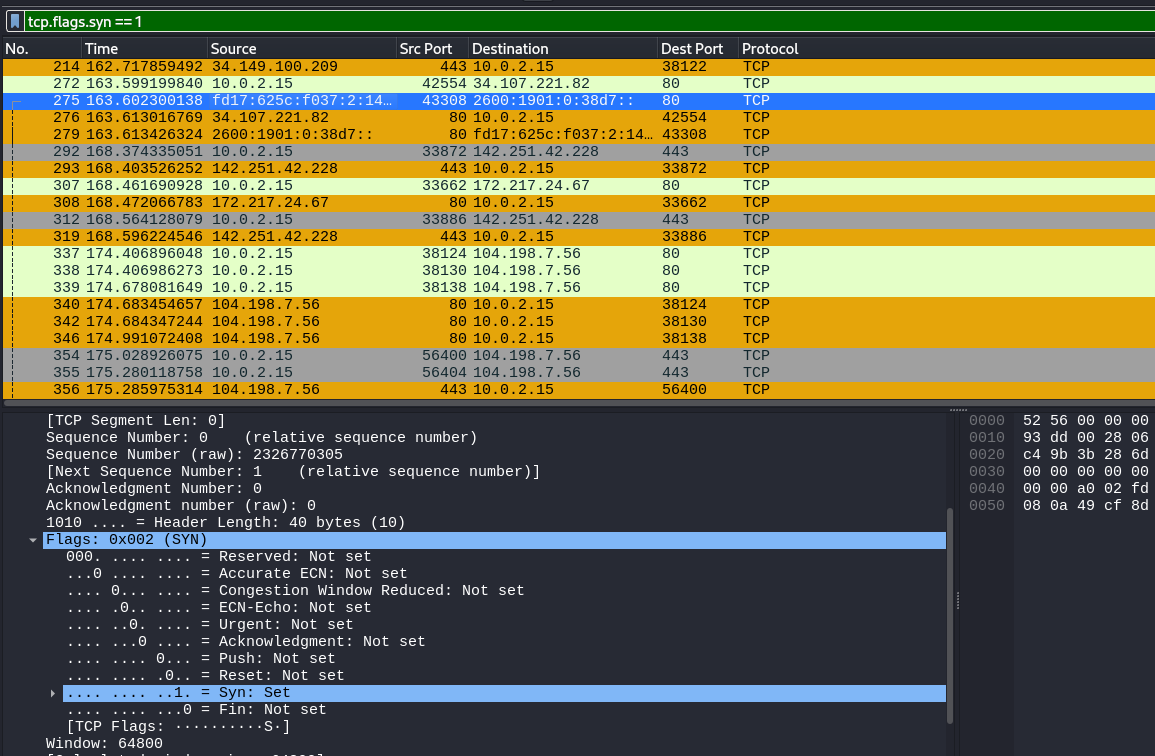 tcp.flags.syn == 1
No. Time Source Src Port Destination Dest Port Protocol
214 162.717859492 34.149.100.209 443 10.0.2.15 38122 TCP
272 163.599199840 10.0.2.15 42554 34.107.221.82 80 TCP
275 163.602300138 fd17:625c:f037:2:14… 43308 2600:1901:0:38d7:: 80 TCP
276 163.613016769 34.107.221.82 80 10.0.2.15 42554 TCP
279 163.613426324 2600:1901:0:38d7:: 80 fd17:625c:f037:2:14… 43308 TCP
292 168.374335051 10.0.2.15 33872 142.251.42.228 443 TCP
293 168.403526252 142.251.42.228 443 10.0.2.15 33872 TCP
307 168.461690928 10.0.2.15 33662 172.217.24.67 80 TCP
308 168.472066783 172.217.24.67 80 10.0.2.15 33662 TCP
312 168.564128079 10.0.2.15 33886 142.251.42.228 443 TCP
319 168.596224546 142.251.42.228 443 10.0.2.15 33886 TCP
337 174.406896048 10.0.2.15 38124 104.198.7.56 80 TCP
338 174.406986273 10.0.2.15 38130 104.198.7.56 80 TCP
339 174.678081649 10.0.2.15 38138 104.198.7.56 80 TCP
340 174.683454657 104.198.7.56 80 10.0.2.15 38124 TCP
342 174.684347244 104.198.7.56 80 10.0.2.15 38130 TCP
346 174.991072408 104.198.7.56 80 10.0.2.15 38138 TCP
354 175.028926075 10.0.2.15 56400 104.198.7.56 443 TCP
355 175.280118758 10.0.2.15 56404 104.198.7.56 443 TCP
356 175.285975314 104.198.7.56 443 10.0.2.15 56400 TCP
[TCP Segment Len: 0]
Sequence Number: 0 (relative sequence number)
Sequence Number (raw): 2326770305
[Next Sequence Number: 1 (relative sequence number)]
Acknowledgment Number: 0
Acknowledgment number (raw): 0
1010 .... = Header Length: 40 bytes (10)
Flags: 0x002 (SYN)
000. .... .... = Reserved: Not set
...0 .... .... = Accurate ECN: Not set
.... 0... .... = Congestion Window Reduced: Not set
.... .0.. .... = ECN-Echo: Not set
.... ..0. .... = Urgent: Not set
.... ...0 .... = Acknowledgment: Not set
.... .... 0... = Push: Not set
.... .... .0.. = Reset: Not set
.... .... ..1. = Syn: Set
.... .... ...0 = Fin: Not set
[TCP Flags: ··········S·]
Window: 64800
0000 52 56 00 00 00
0010 93 dd 00 28 06
0020 c4 9b 3b 28 6d
0030 00 00 00 00 00
0040 00 00 a0 02 fd
0050 08 0a 49 cf 8d